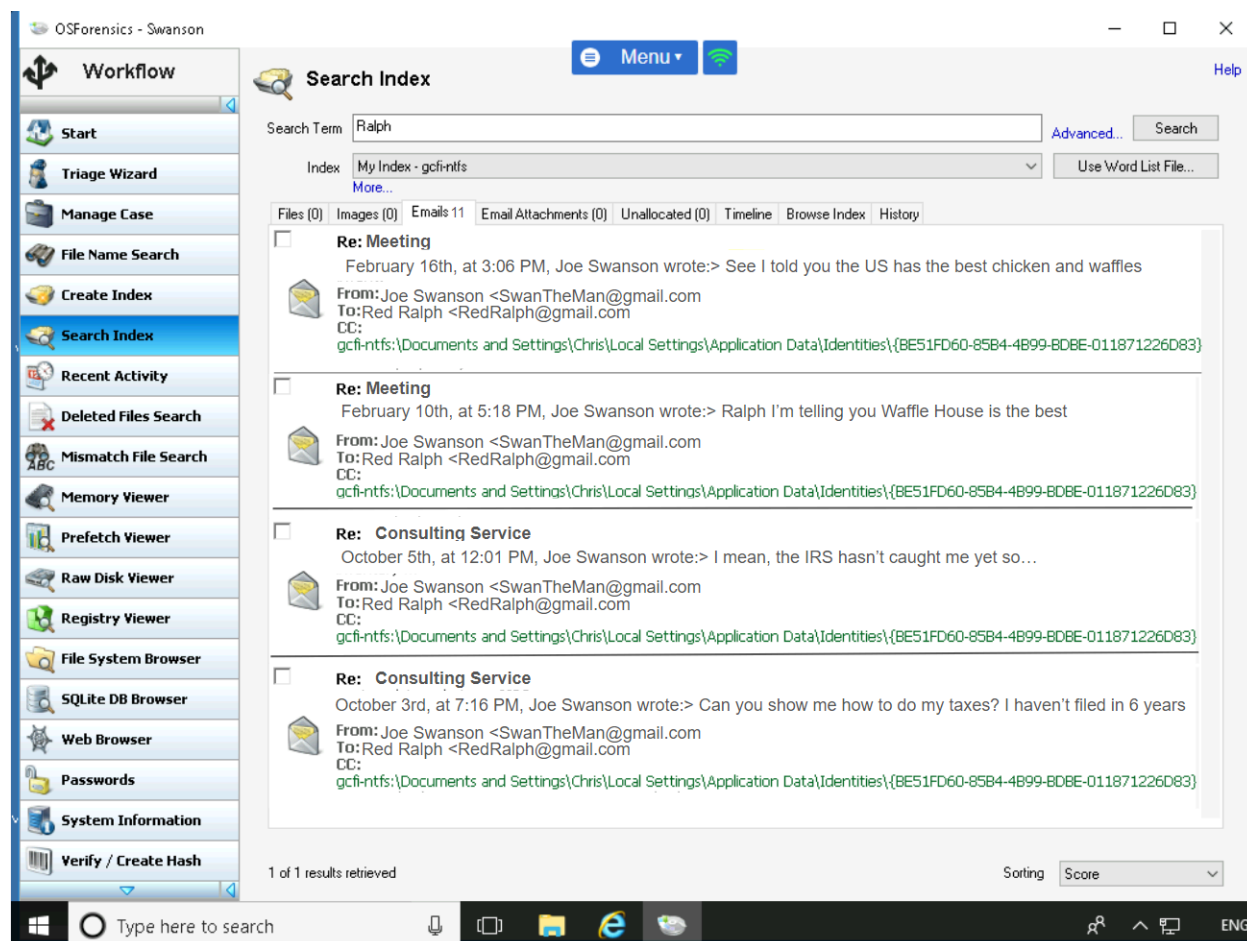 OSForensics - Swanson
Workflow
Menu
Help
Search Index
Start
Triage Wizard
Manage Case
File Name Search
Create Index
Search Index
Recent Activity
Deleted Files Search
Mismatch File Search
ABC
Memory Viewer
Prefetch Viewer
Raw Disk Viewer
Registry Viewer
File System Browser
SQLite DB Browser
Web Browser
Passwords
System Information
Verify / Create Hash
Search Term Ralph Advanced... Search
Index My Index - gcfi-ntfs Use Word List File...
More...
Files (0) Images (0) Emails 11 Email Attachments (0) Unallocated (0) Timeline Browse Index History
Re: Meeting
February 16th, at 3:06 PM, Joe Swanson wrote:> See I told you the US has the best chicken and waffles
From: Joe Swanson <SwanTheMan@gmail.com
To: Red Ralph <RedRalph@gmail.com
CC:
gcfi-ntfs:\Documents and Settings\Chris\Local Settings\Application Data\Identities\{BE51FD60-85B4-4B99-BDBE-011871226D83}
Re: Meeting
February 10th, at 5:18 PM, Joe Swanson wrote:> Ralph I'm telling you Waffle House is the best
From: Joe Swanson <SwanTheMan@gmail.com
To: Red Ralph <RedRalph@gmail.com
CC:
gcfi-ntfs:\Documents and Settings\Chris\Local Settings\Application Data\Identities\{BE51FD60-85B4-4B99-BDBE-011871226D83}
Re: Consulting Service
October 5th, at 12:01 PM, Joe Swanson wrote:> I mean, the IRS hasn't caught me yet so…
From: Joe Swanson <SwanTheMan@gmail.com
To: Red Ralph <RedRalph@gmail.com
CC:
gcfi-ntfs:\Documents and Settings\Chris\Local Settings\Application Data\Identities\{BE51FD60-85B4-4B99-BDBE-011871226D83}
Re: Consulting Service
October 3rd, at 7:16 PM, Joe Swanson wrote:> Can you show me how to do my taxes? I haven't filed in 6 years
From: Joe Swanson <SwanTheMan@gmail.com
To: Red Ralph <RedRalph@gmail.com
CC:
gcfi-ntfs:\Documents and Settings\Chris\Local Settings\Application Data\Identities\{BE51FD60-85B4-4B99-BDBE-011871226D83}
1 of 1 results retrieved Sorting Score
Type here to search ENG